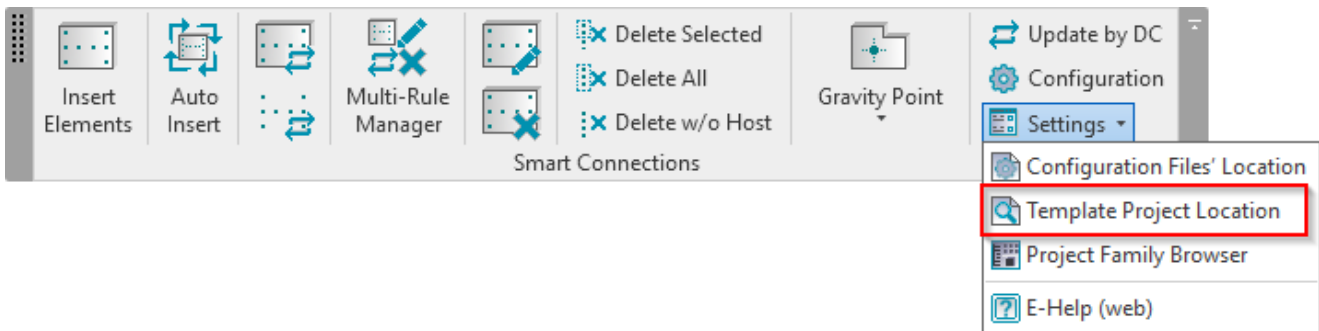 Insert
Elements
Auto
Insert
Multi-Rule
Manager
Delete Selected
Delete All
Delete w/o Host
Gravity Point
Update by DC
Configuration
Settings
Smart Connections
Configuration Files' Location
Template Project Location
Project Family Browser
E-Help (web)